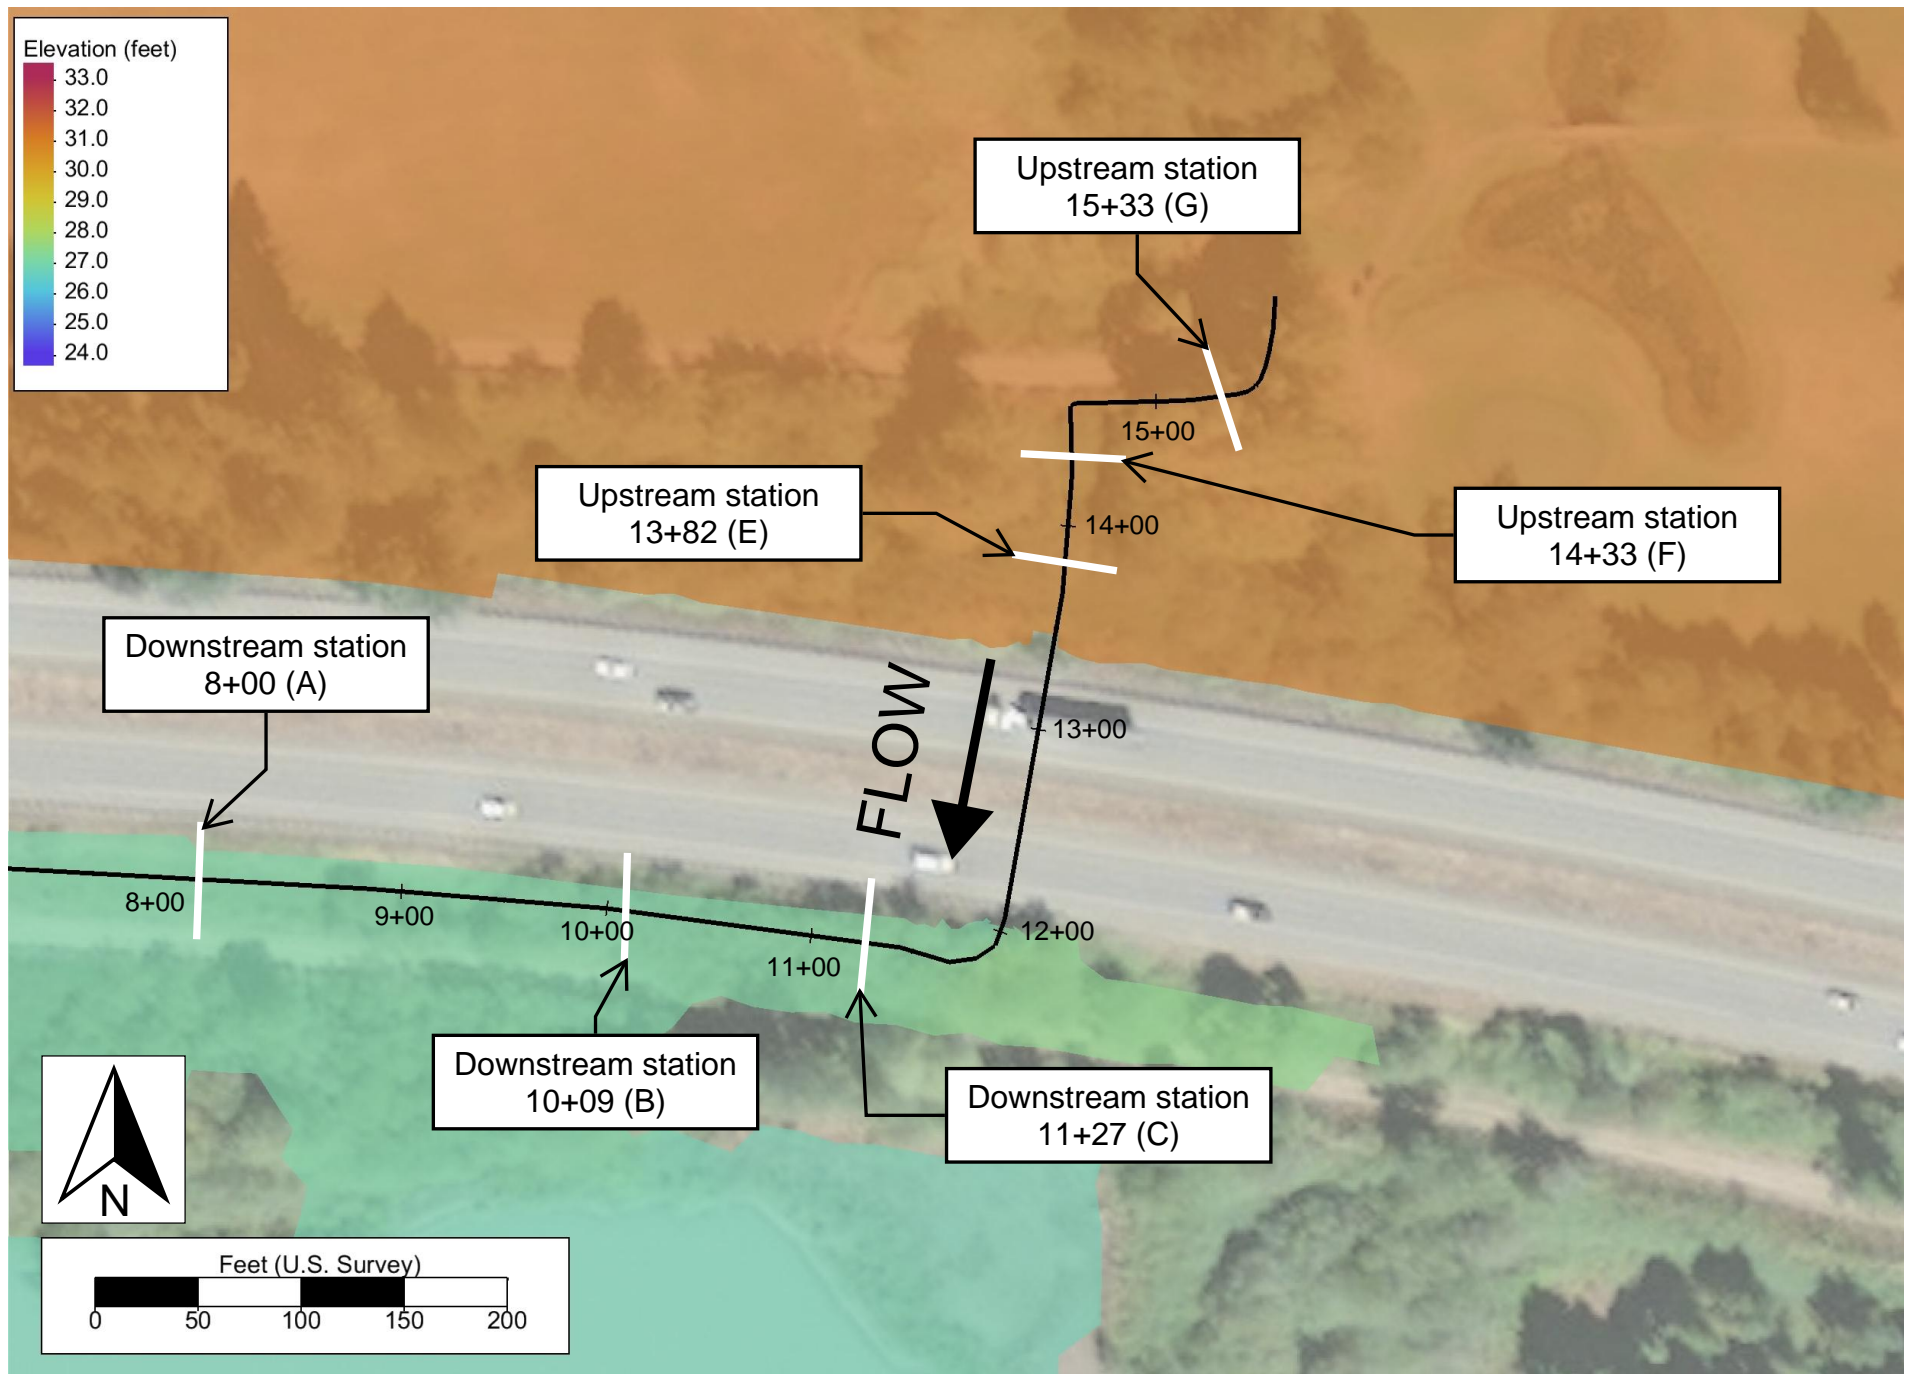 Elevation (feet)
33.0
32.0
31.0
30.0
29.0
28.0
27.0
26.0
25.0
24.0
Upstream station
15+33 (G)
15+00
Upstream station
13+82 (E)
14+00
Upstream station
14+33 (F)
Downstream station
8+00 (A)
FLOW
13+00
8+00
9+00
10+00
11+00
12+00
Downstream station
10+09 (B)
Downstream station
11+27 (C)
N
Feet (U.S. Survey)
0 50 100 150 200